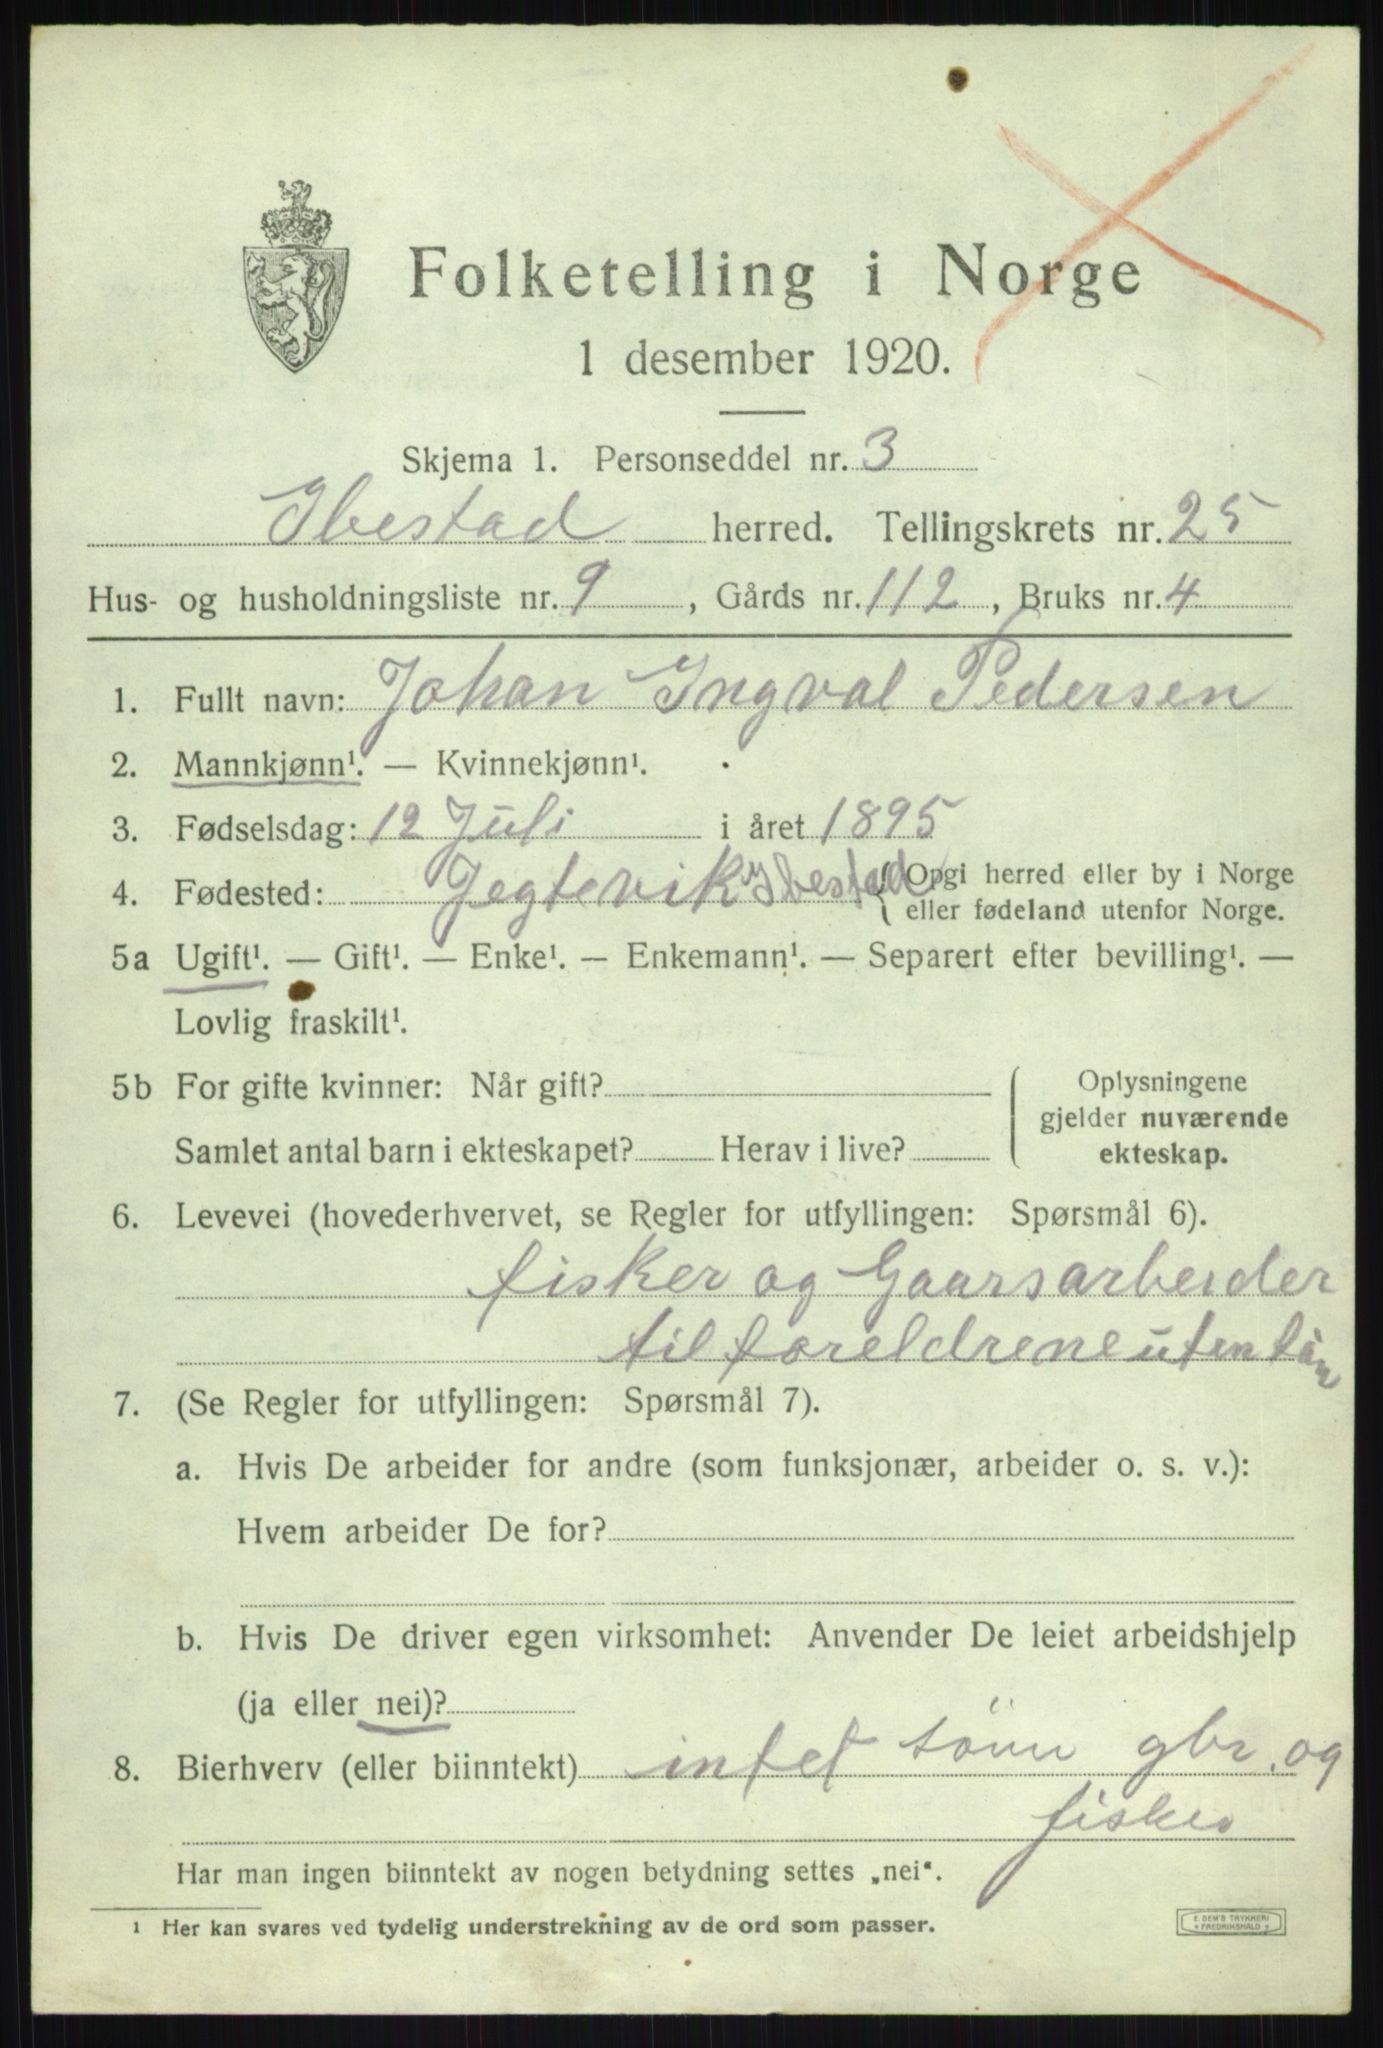 Folketelling i Norge
1 desember 1920.
Skjema 1. Personseddel nr. 3
Ibestad herred. Tellingskrets nr. 25
Hus- og husholdningsliste nr. 9, Gårds nr. 112, Bruks nr. 4
1. Fullt navn: Johan Ingval Pedersen
2. Mannkjønn¹. — Kvinnekjønn¹.
3. Fødselsdag: 12 Juli i året 1895
4. Fødested: Jegtevik Ibestad { Opgi herred eller by i Norge
eller fødeland utenfor Norge.
5a Ugift¹. — Gift¹. — Enke¹. — Enkemann¹. — Separert efter bevilling¹. —
Lovlig fraskilt¹.
5b For gifte kvinner: Når gift?
Samlet antal barn i ekteskapet? Herav i live?
Oplysningene
gjelder nuværende
ekteskap.
6. Levevei (hovederhvervet, se Regler for utfyllingen: Spørsmål 6).
fisker og Gaarsarbeider
til foreldrene uten
7. (Se Regler for utfyllingen: Spørsmål 7).
a. Hvis De arbeider for andre (som funksjonær, arbeider o. s. v.):
Hvem arbeider De for?
b. Hvis De driver egen virksomhet: Anvender De leiet arbeidshjelp
(ja eller nei)?
8. Bierhverv (eller biinntekt) intet sönn gbr. og
fisker
Har man ingen biinntekt av nogen betydning settes „nei“.
¹ Her kan svares ved tydelig understrekning av de ord som passer.
E. SEM'S TRYKKERI
FREDRIKSHALD